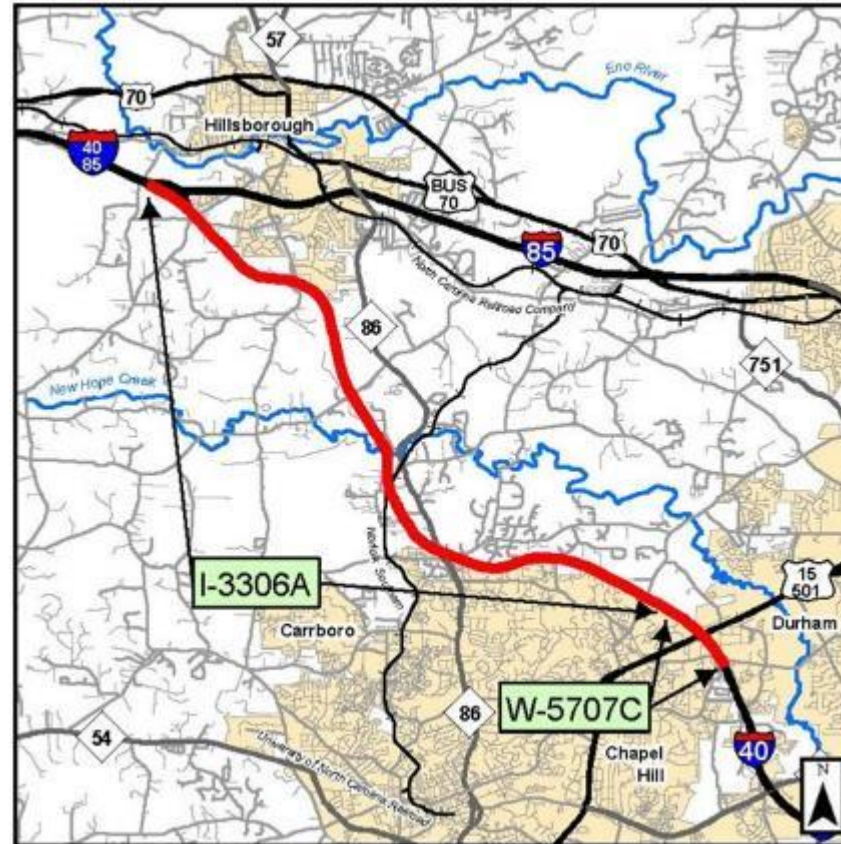 57
Eno River
70
Hillsborough
40
85
BUS
70
85
70
North Carolina Railroad Company
86
751
New Hope Creek
Norfolk Southern
I-3306A
15
501
Carrboro
Durham
W-5707C
86
54
Chapel
Hill
40
University of North Carolina Railroad
N